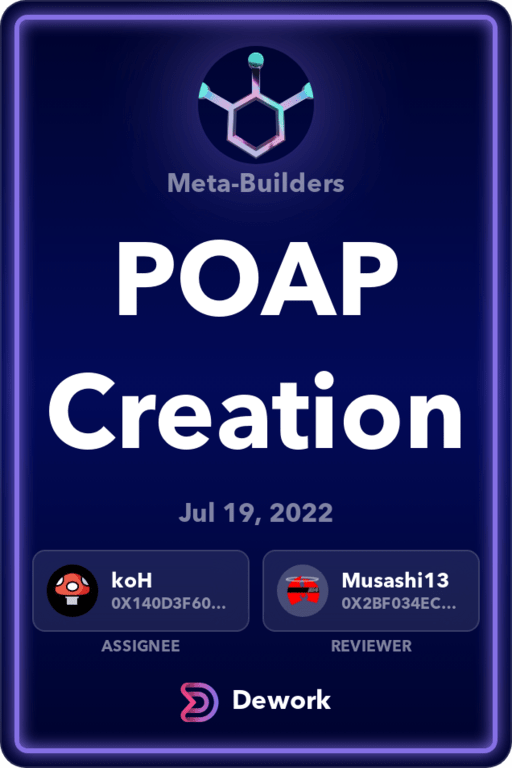 Meta-Builders
POAP
Creation
Jul 19, 2022
koH
0X140D3F60...
ASSIGNEE
Musashi13
0X2BF034EC...
REVIEWER
Dework